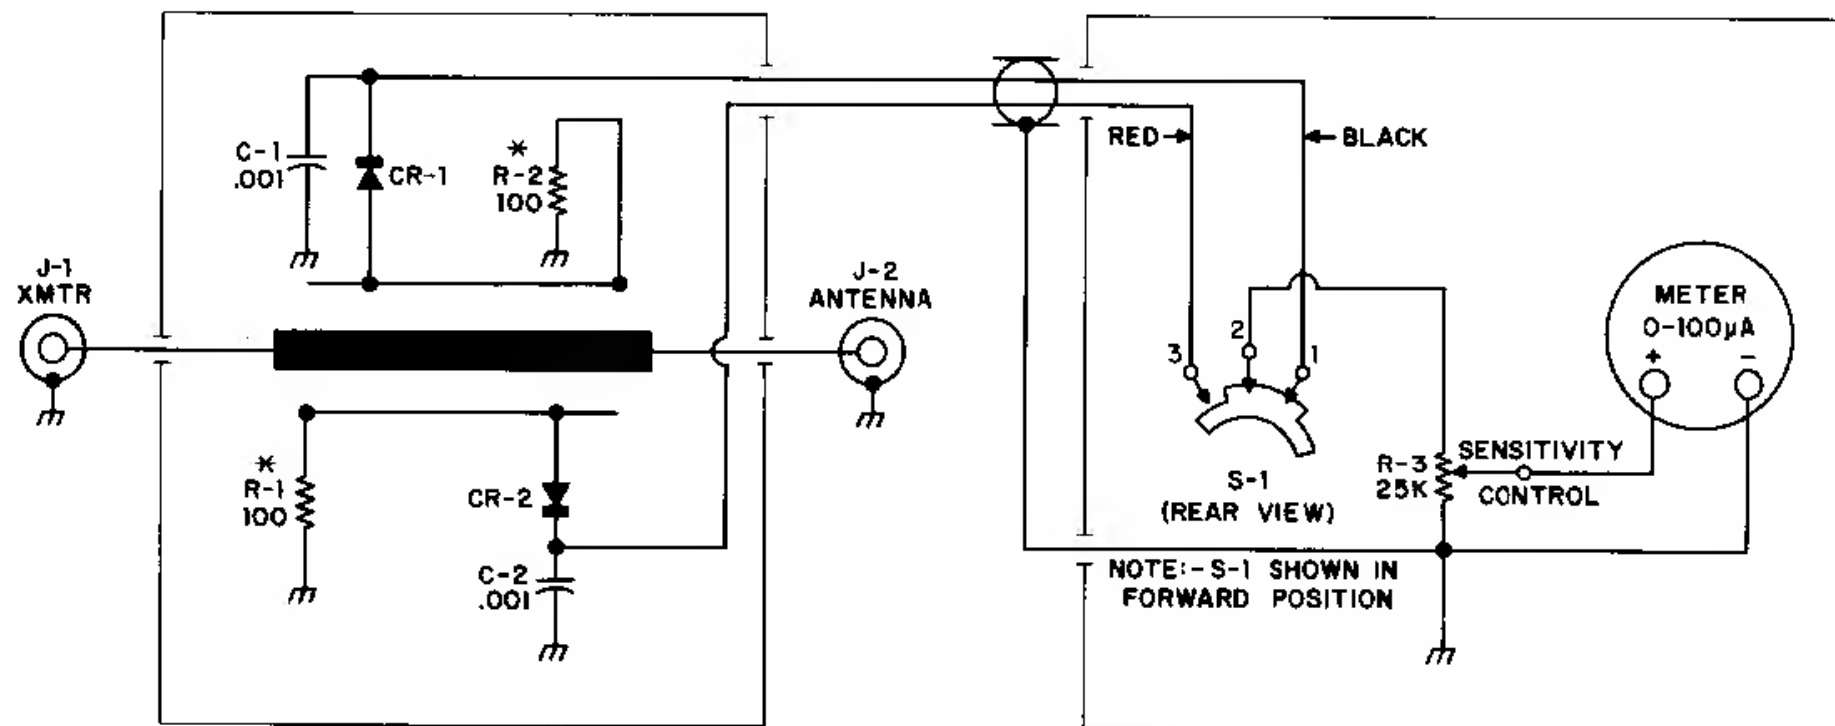 C-1
.001
CR-1
*
R-2
100
RED
BLACK
J-1
XMTR
J-2
ANTENNA
METER
0-100µA
+ -
3
2
1
*
R-1
100
CR-2
C-2
.001
S-1
(REAR VIEW)
R-3
25K
SENSITIVITY
CONTROL
NOTE:- S-1 SHOWN IN
FORWARD POSITION